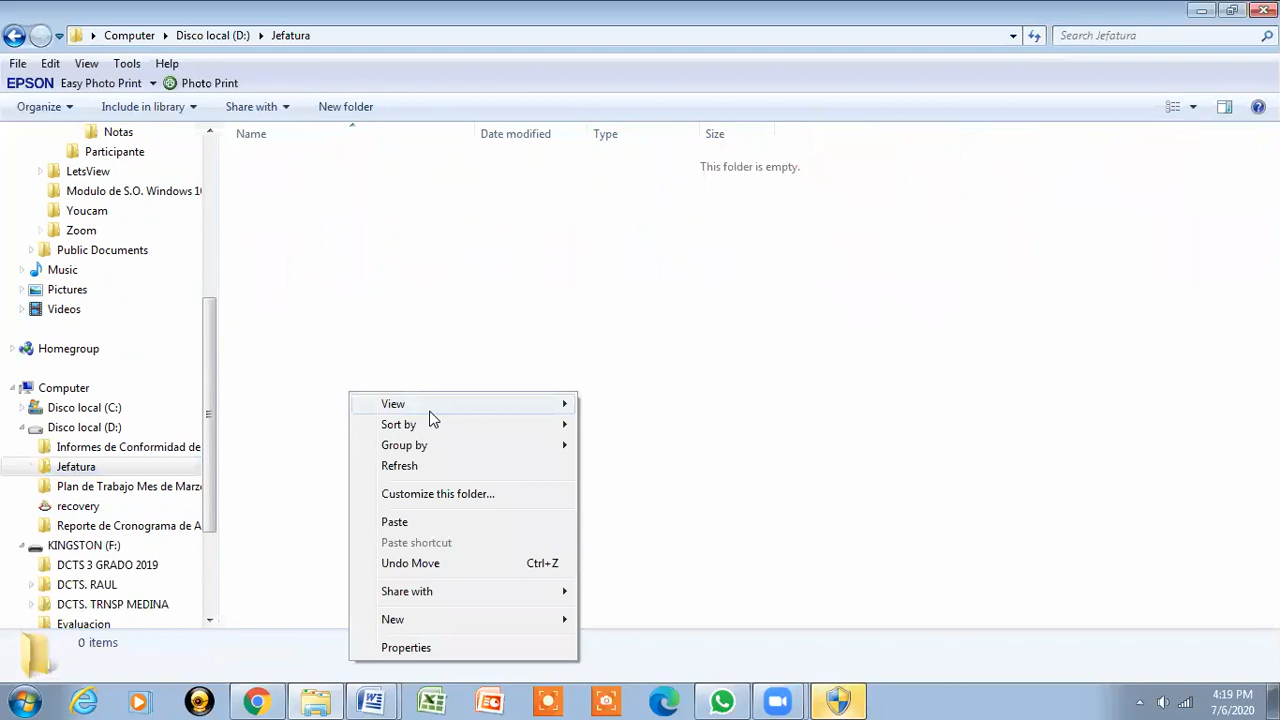 Computer Disco local (D:) Jefatura Search Jefatura
File Edit View Tools Help
EPSON Easy Photo Print Photo Print
Organize Include in library Share with New folder
Name Date modified Type Size
This folder is empty.
Notas
Participante
LetsView
Modulo de S.O. Windows 10
Youcam
Zoom
Public Documents
Music
Pictures
Videos
Homegroup
Computer
Disco local (C:)
Disco local (D:)
Informes de Conformidad de
Jefatura
Plan de Trabajo Mes de Marz
recovery
Reporte de Cronograma de A
KINGSTON (F:)
DCTS 3 GRADO 2019
DCTS. RAUL
DCTS. TRNSP MEDINA
Evaluacion
View
Sort by
Group by
Refresh
Customize this folder...
Paste
Paste shortcut
Undo Move Ctrl+Z
Share with
New
Properties
0 items
4:19 PM
7/6/2020